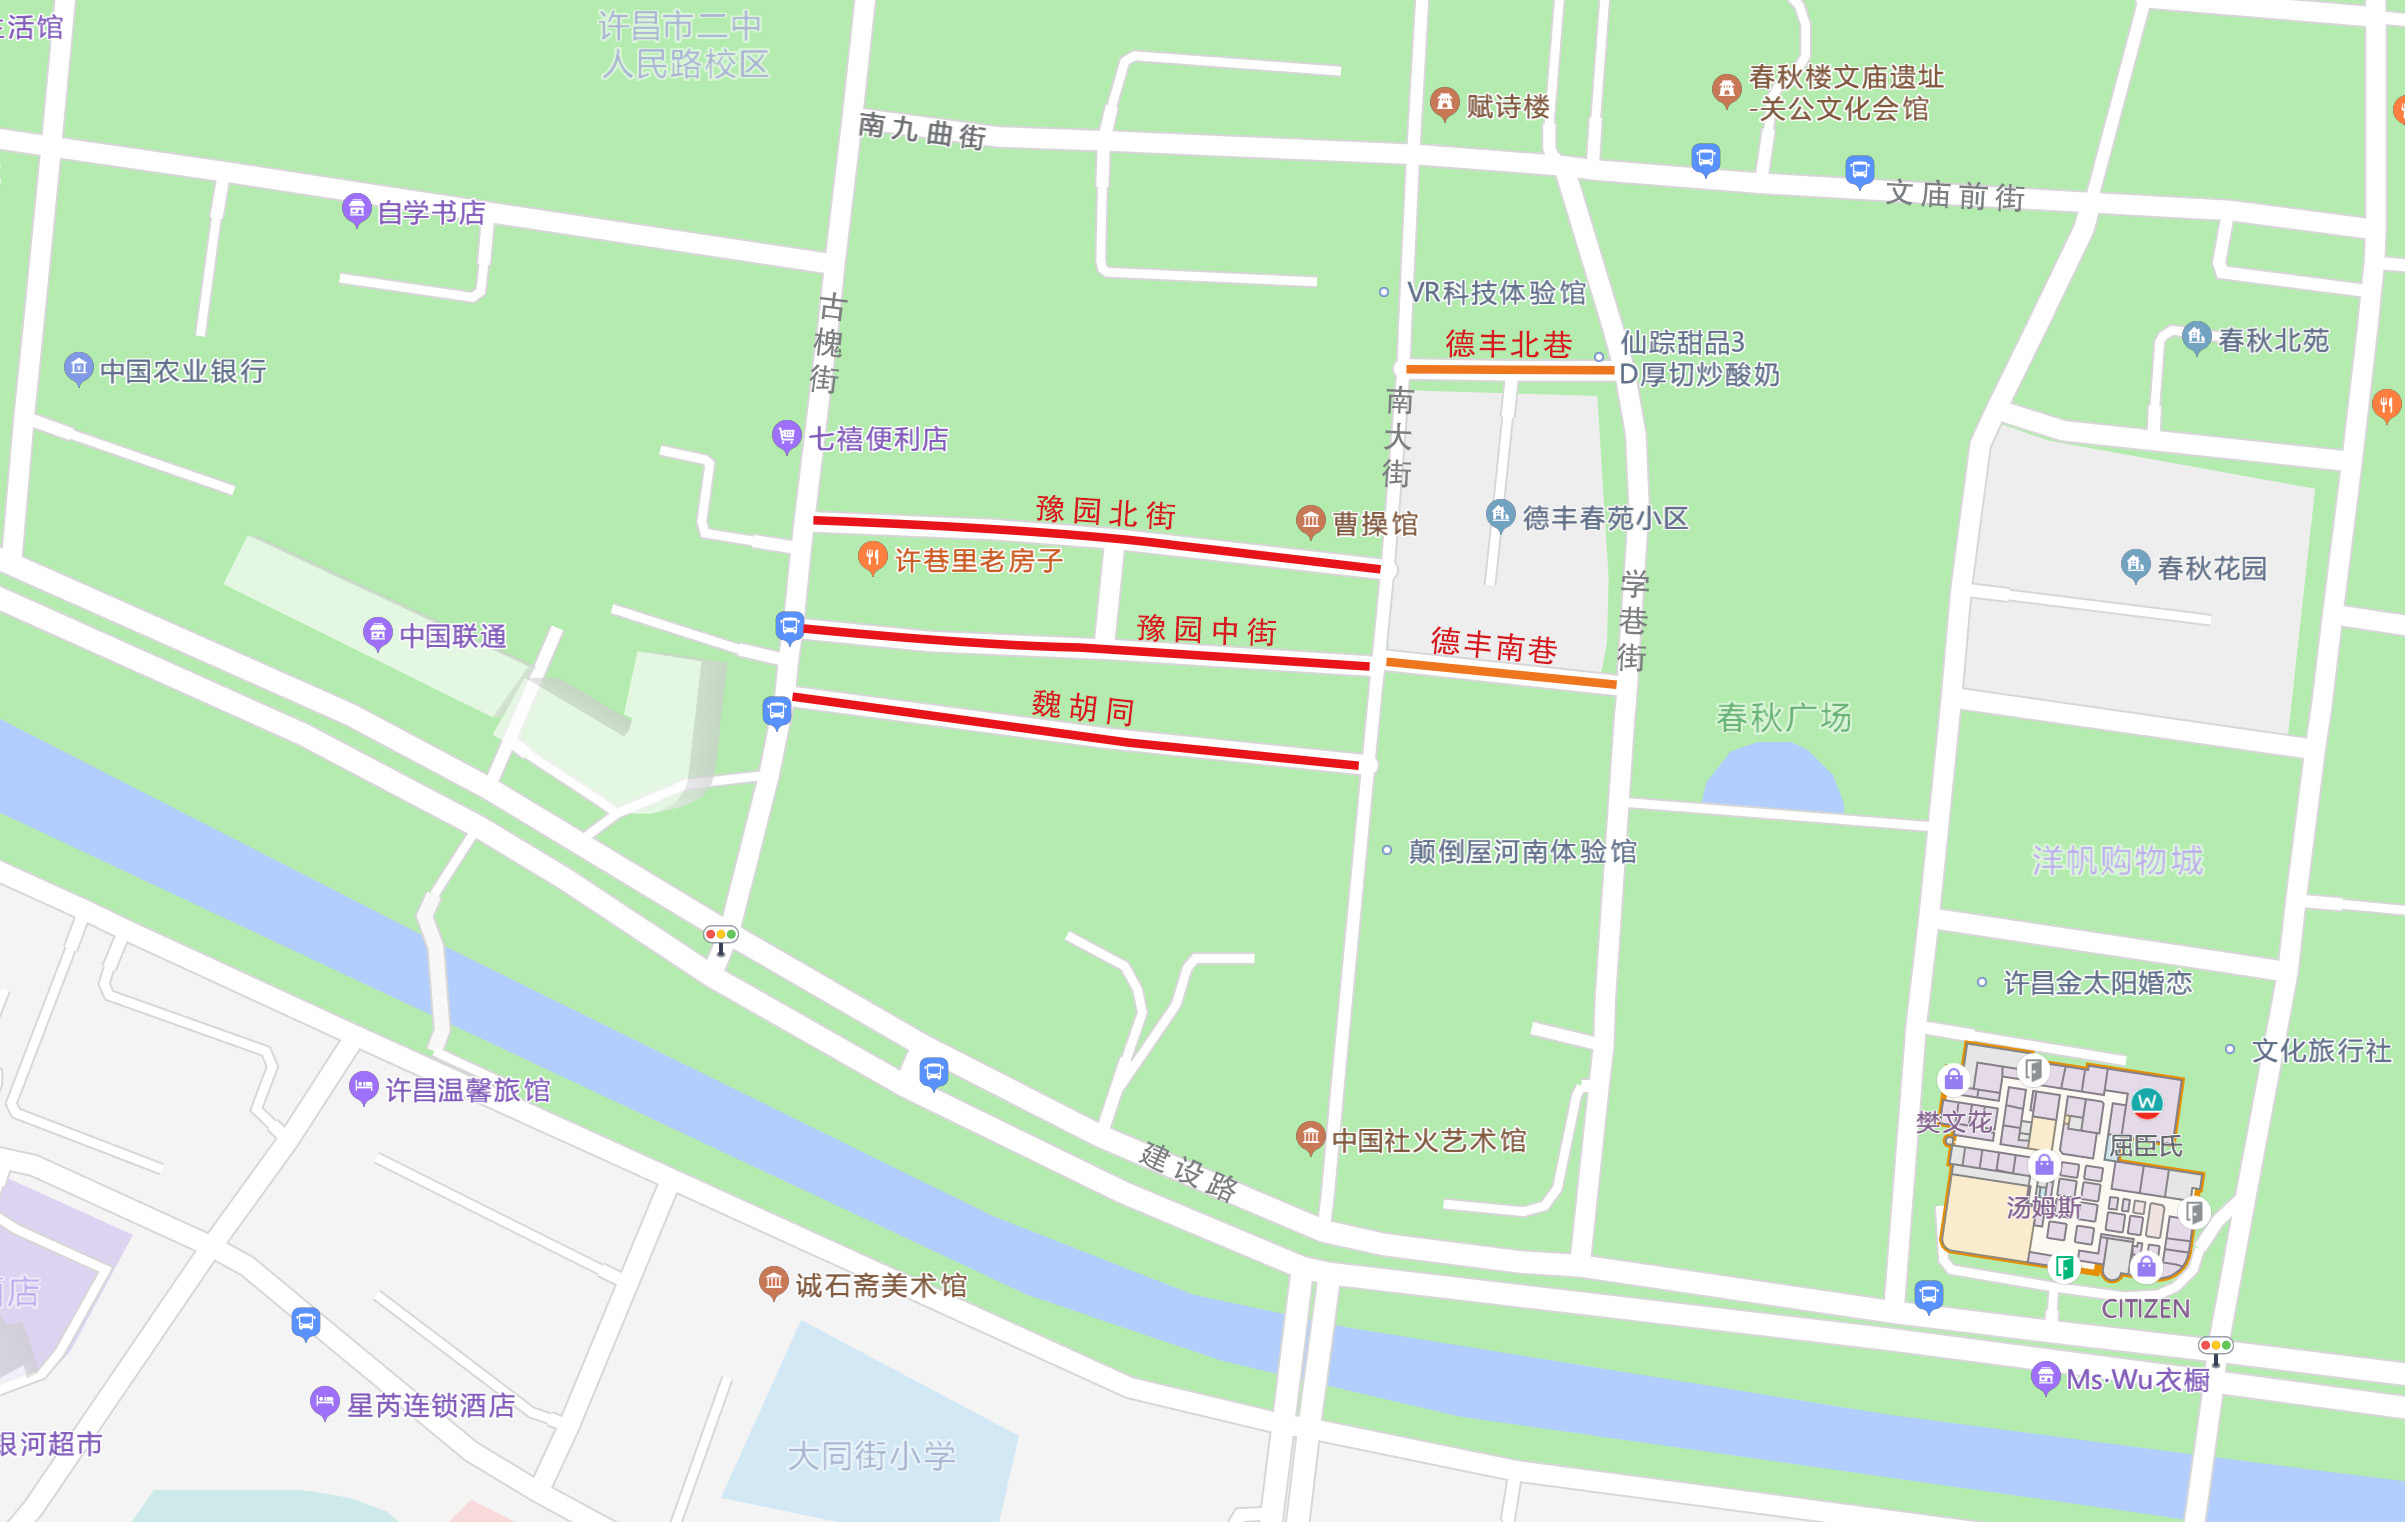 活馆
许昌市二中
人民路校区
赋诗楼
春秋楼文庙遗址
-关公文化会馆
南九曲街
文庙前街
自学书店
VR科技体验馆
古槐街
德丰北巷
仙踪甜品3
D厚切炒酸奶
春秋北苑
中国农业银行
南大街
七禧便利店
豫园北街
曹操馆
德丰春苑小区
许巷里老房子
春秋花园
学巷街
中国联通
豫园中街
德丰南巷
魏胡同
春秋广场
颠倒屋河南体验馆
洋帆购物城
许昌金太阳婚恋
文化旅行社
许昌温馨旅馆
樊文花
屈臣氏
中国社火艺术馆
建设路
汤姆斯
诚石斋美术馆
店
CITIZEN
Ms·Wu衣橱
星芮连锁酒店
银河超市
大同街小学